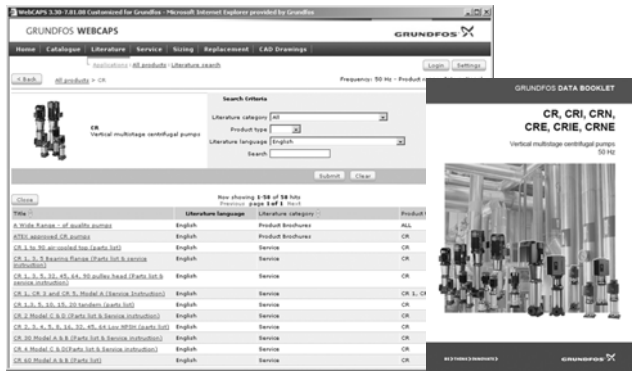 WebCAPS 3.30-7.01.08 Customized for Grundfos - Microsoft Internet Explorer provided by Grundfos
GRUNDFOS WEBCAPS
GRUNDFOS
Home Catalogue Literature Service Sizing Replacement CAD Drawings
Applications › All products › Literature search
Login Settings
< Back
All products > CR
Frequency: 50 Hz - Product
Search Criteria
CR
Vertical multistage centrifugal pumps
Literature category All
Product type
Literature language English
Search
Submit Clear
Close
Now showing 1-58 of 58 hits
Previous page 1 of 1 Next
Title Literature language Literature category Product
A Wide Range - of quality pumps English Product Brochures ALL
ATEX approved CR pumps English Product Brochures CR
CR 1 to 90 air-cooled top (parts list) English Service CR
CR 1, 3, 5 Bearing flange (Parts list & service
instruction) English Service CR
CR 1, 3, 5, 32, 45, 64, 90 pulley head (Parts list &
service instruction) English Service CR
CR 1, CR 3 and CR 5, Model A (Service Instruction) English Service CR 1, CR
CR 1,3, 5, 10, 15, 20 tandem (parts list) English Service CR
CR 2 Model C & D (Parts list & Service instruction) English Service CR
CR 2, 3, 4, 5, 8, 16, 32, 45, 64 Low NPSH (parts list) English Service CR
CR 30 Model A & B (Parts list & Service instruction) English Service CR
CR 4 Model C & D(Parts list & Service instruction) English Service CR
CR 60 Model A & B (Parts list) English Service CR
GRUNDFOS DATA BOOKLET
CR, CRI, CRN,
CRE, CRIE, CRNE
Vertical multistage centrifugal pumps
50 Hz
BE > THINK > INNOVATE >
GRUNDFOS